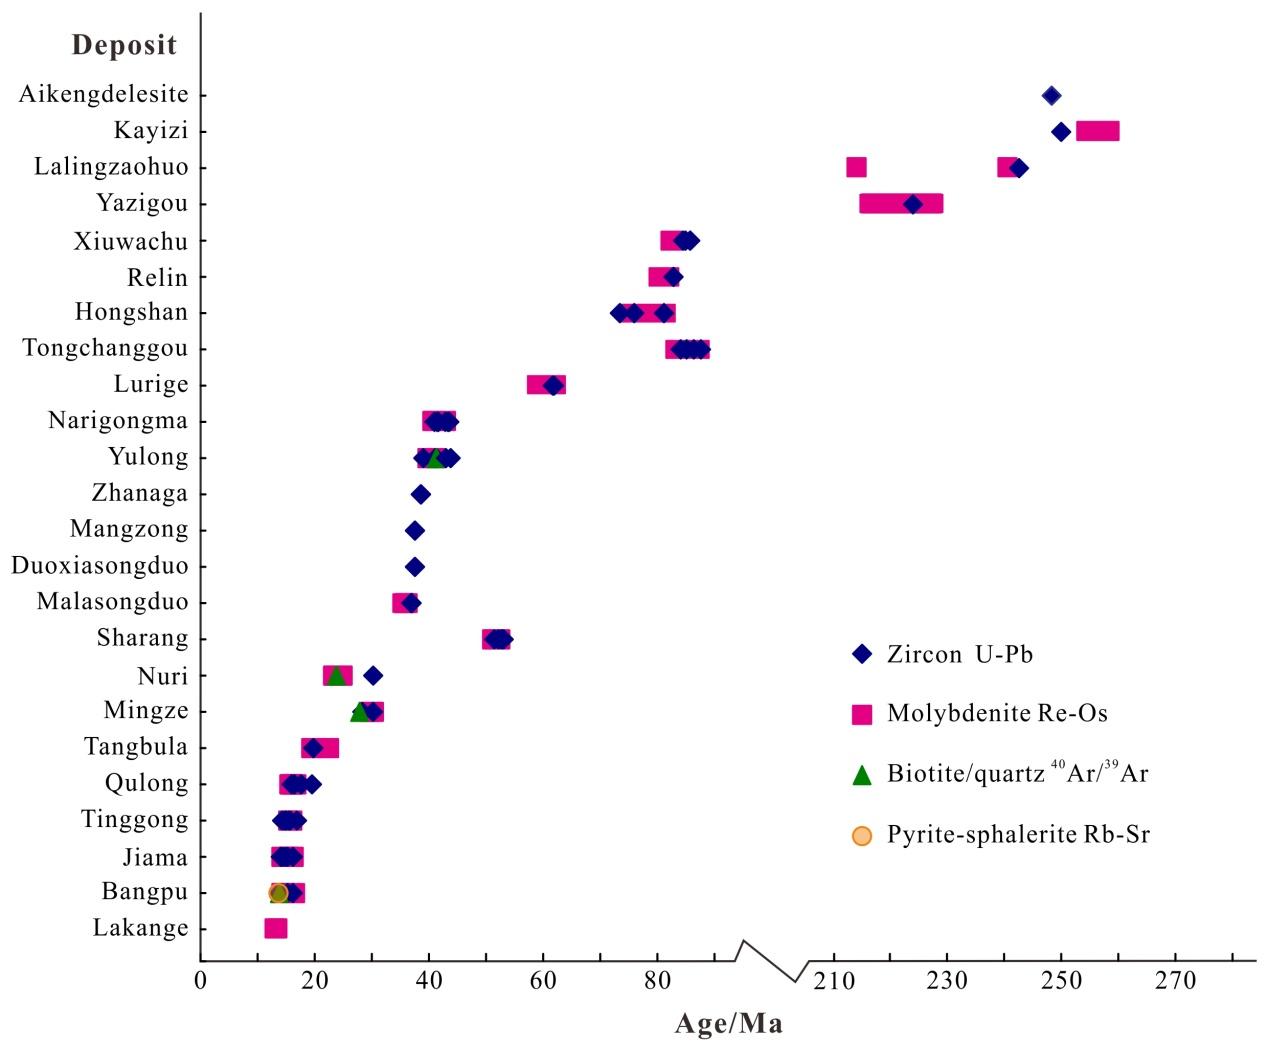 Deposit
Aikengdelesite
Kayizi
Lalingzaohuo
Yazigou
Xiuwachu
Relin
Hongshan
Tongchanggou
Lurige
Narigongma
Yulong
Zhanaga
Mangzong
Duoxiasongduo
Malasongduo
Sharang
Nuri
Mingze
Tangbula
Qulong
Tinggong
Jiama
Bangpu
Lakange
Zircon U-Pb
Molybdenite Re-Os
Biotite/quartz ⁴⁰Ar/³⁹Ar
Pyrite-sphalerite Rb-Sr
0 20 40 60 80 210 230 250 270
Age/Ma